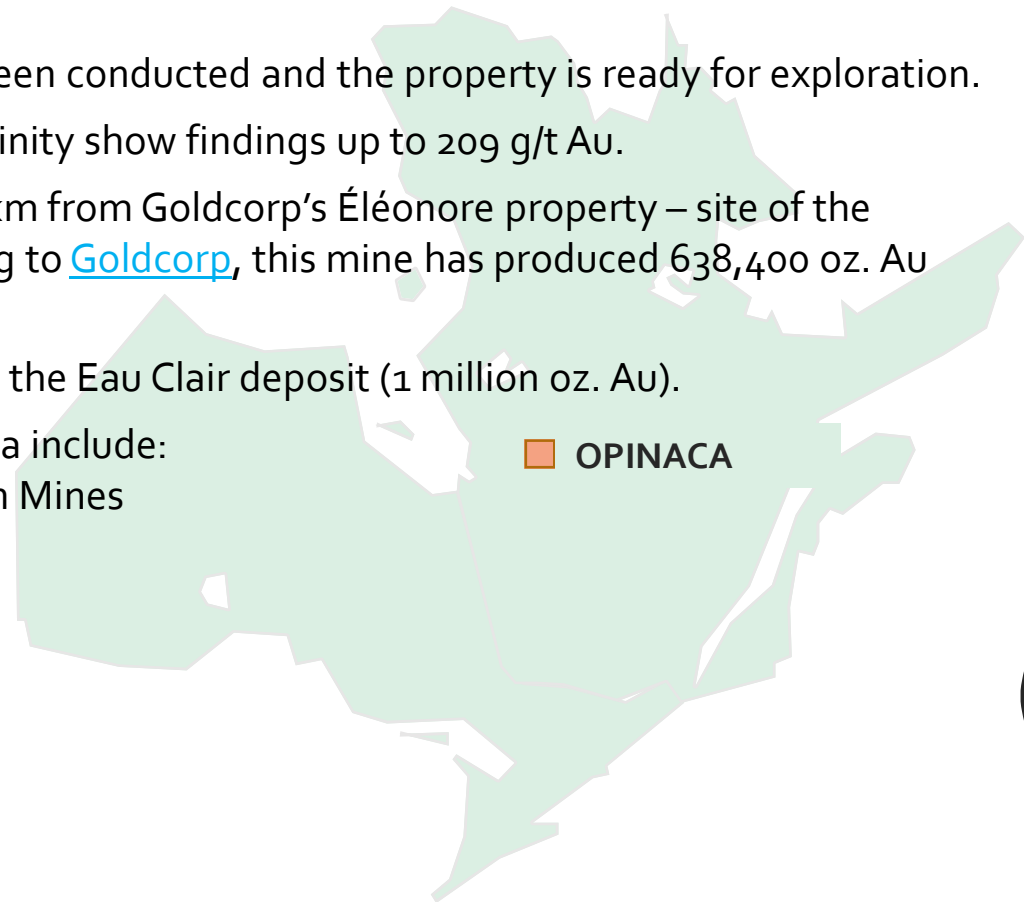 een conducted and the property is ready for exploration.
inity show findings up to 209 g/t Au.
km from Goldcorp's Éléonore property – site of the
g to Goldcorp, this mine has produced 638,400 oz. Au
the Eau Clair deposit (1 million oz. Au).
a include:
OPINACA
n Mines